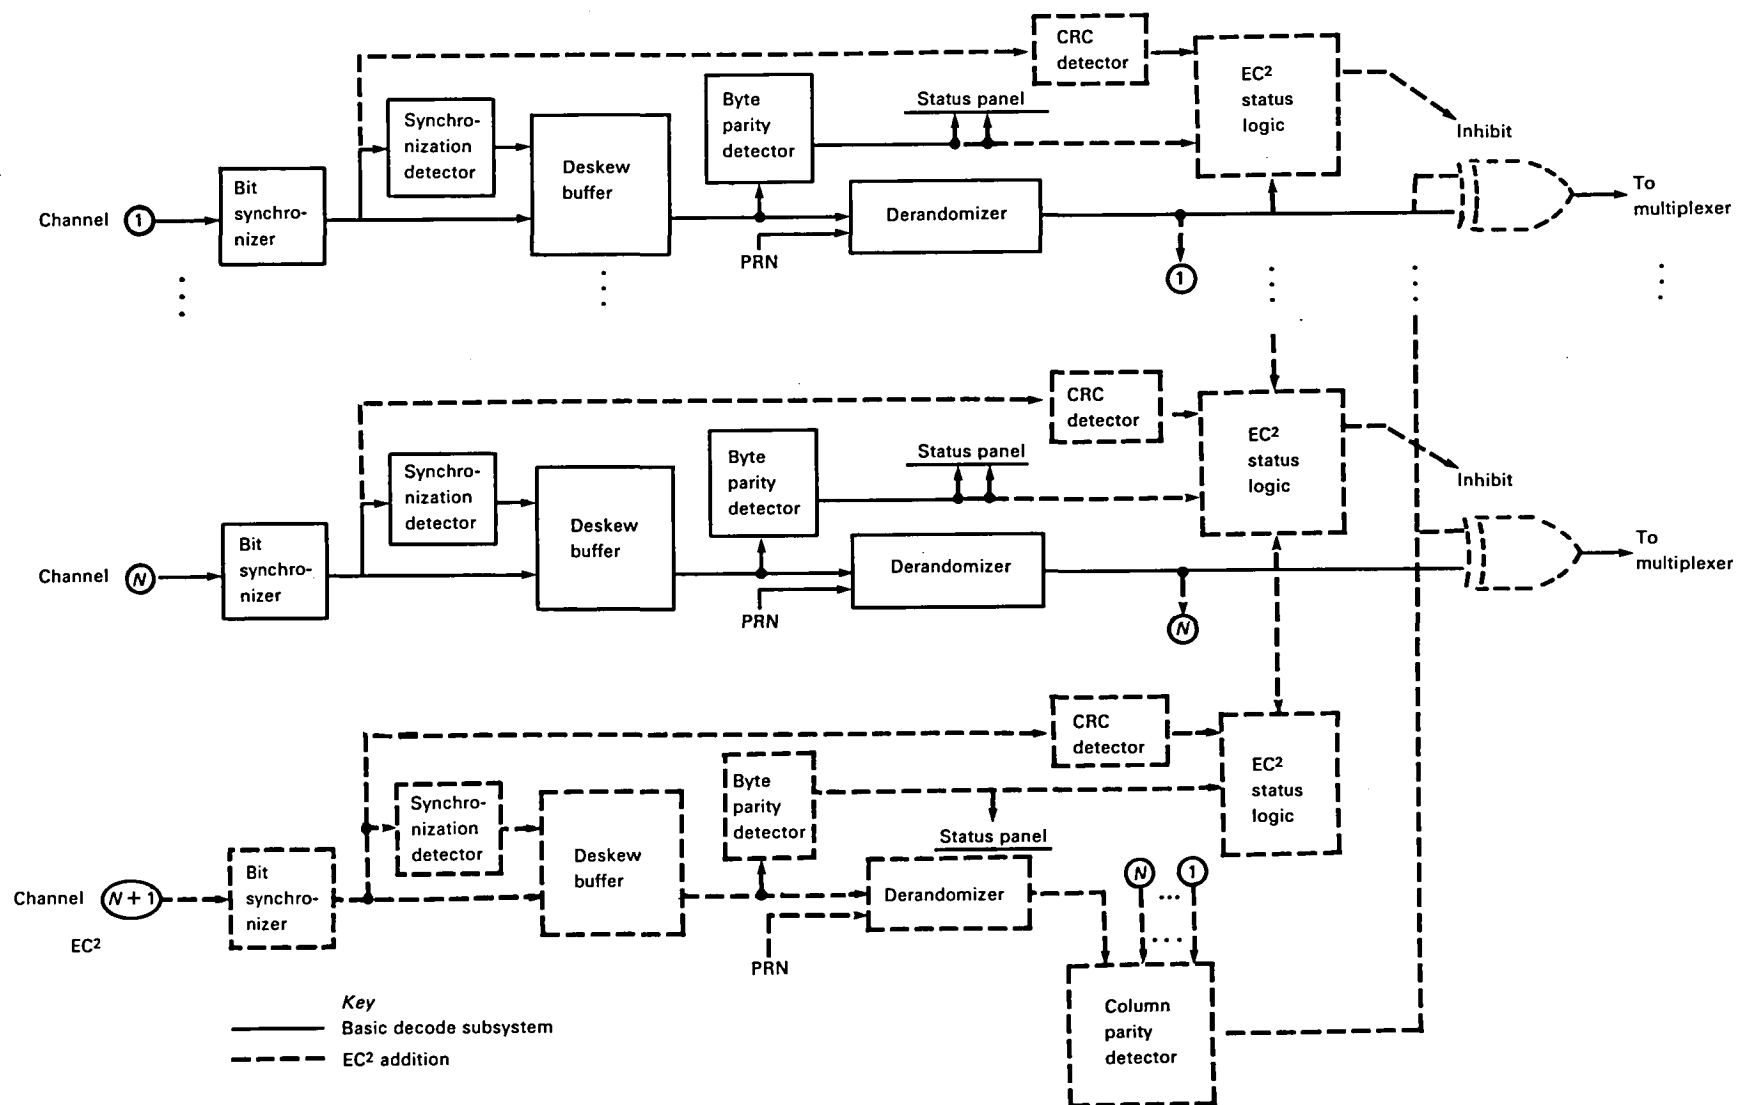 CRC
detector
EC²
status
logic
Inhibit
Byte
parity
detector
Status panel
Synchro-
nization
detector
Deskew
buffer
Bit
synchro-
nizer
Channel 1
Derandomizer
PRN
1
To
multiplexer
CRC
detector
EC²
status
logic
Inhibit
Byte
parity
detector
Status panel
Synchro-
nization
detector
Deskew
buffer
Bit
synchro-
nizer
Channel N
Derandomizer
PRN
N
To
multiplexer
CRC
detector
EC²
status
logic
Byte
parity
detector
Status panel
Synchro-
nization
detector
Deskew
buffer
Bit
synchro-
nizer
Channel N + 1
EC²
Derandomizer
PRN
N ... 1
...
Column
parity
detector
Key
Basic decode subsystem
EC² addition